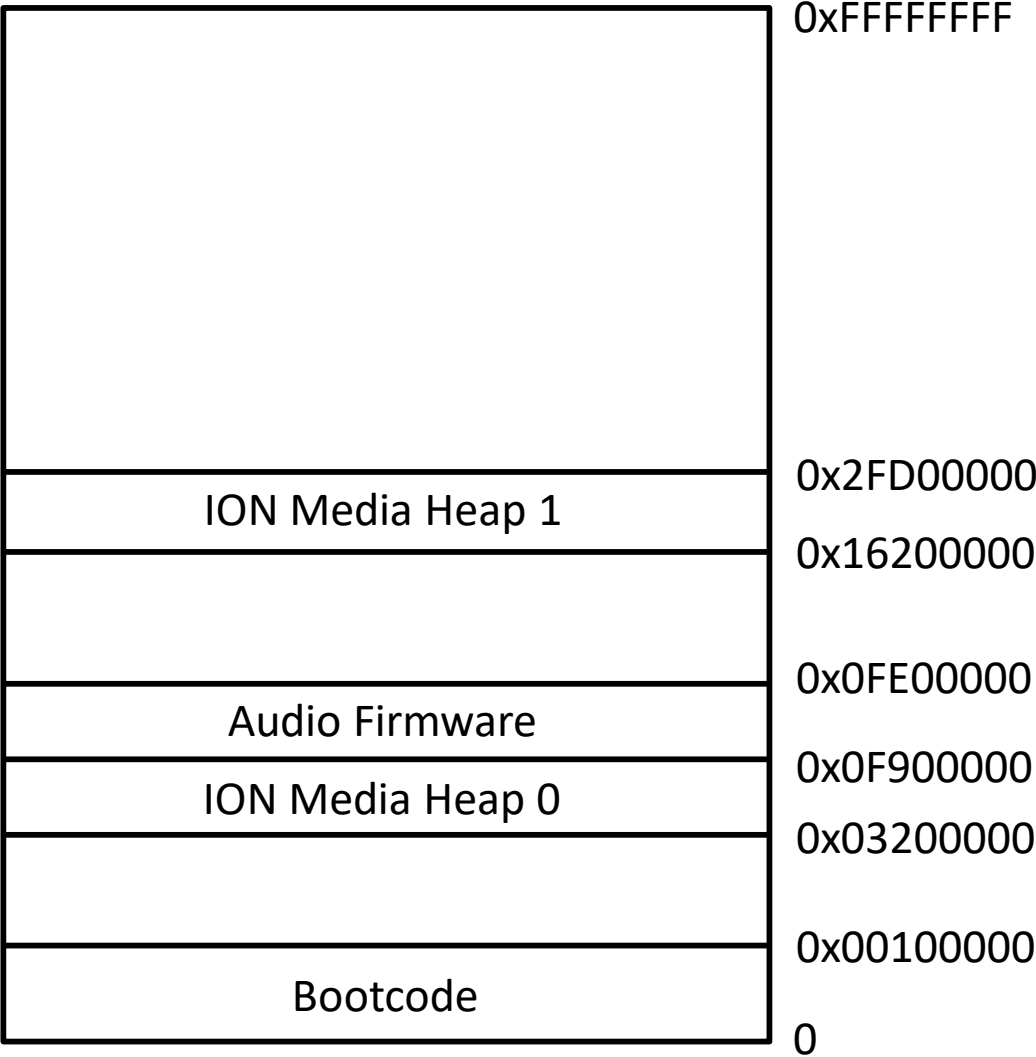 0xFFFFFFFF
0x2FD00000
ION Media Heap 1
0x16200000
0x0FE00000
Audio Firmware
0x0F900000
ION Media Heap 0
0x03200000
0x00100000
Bootcode
0